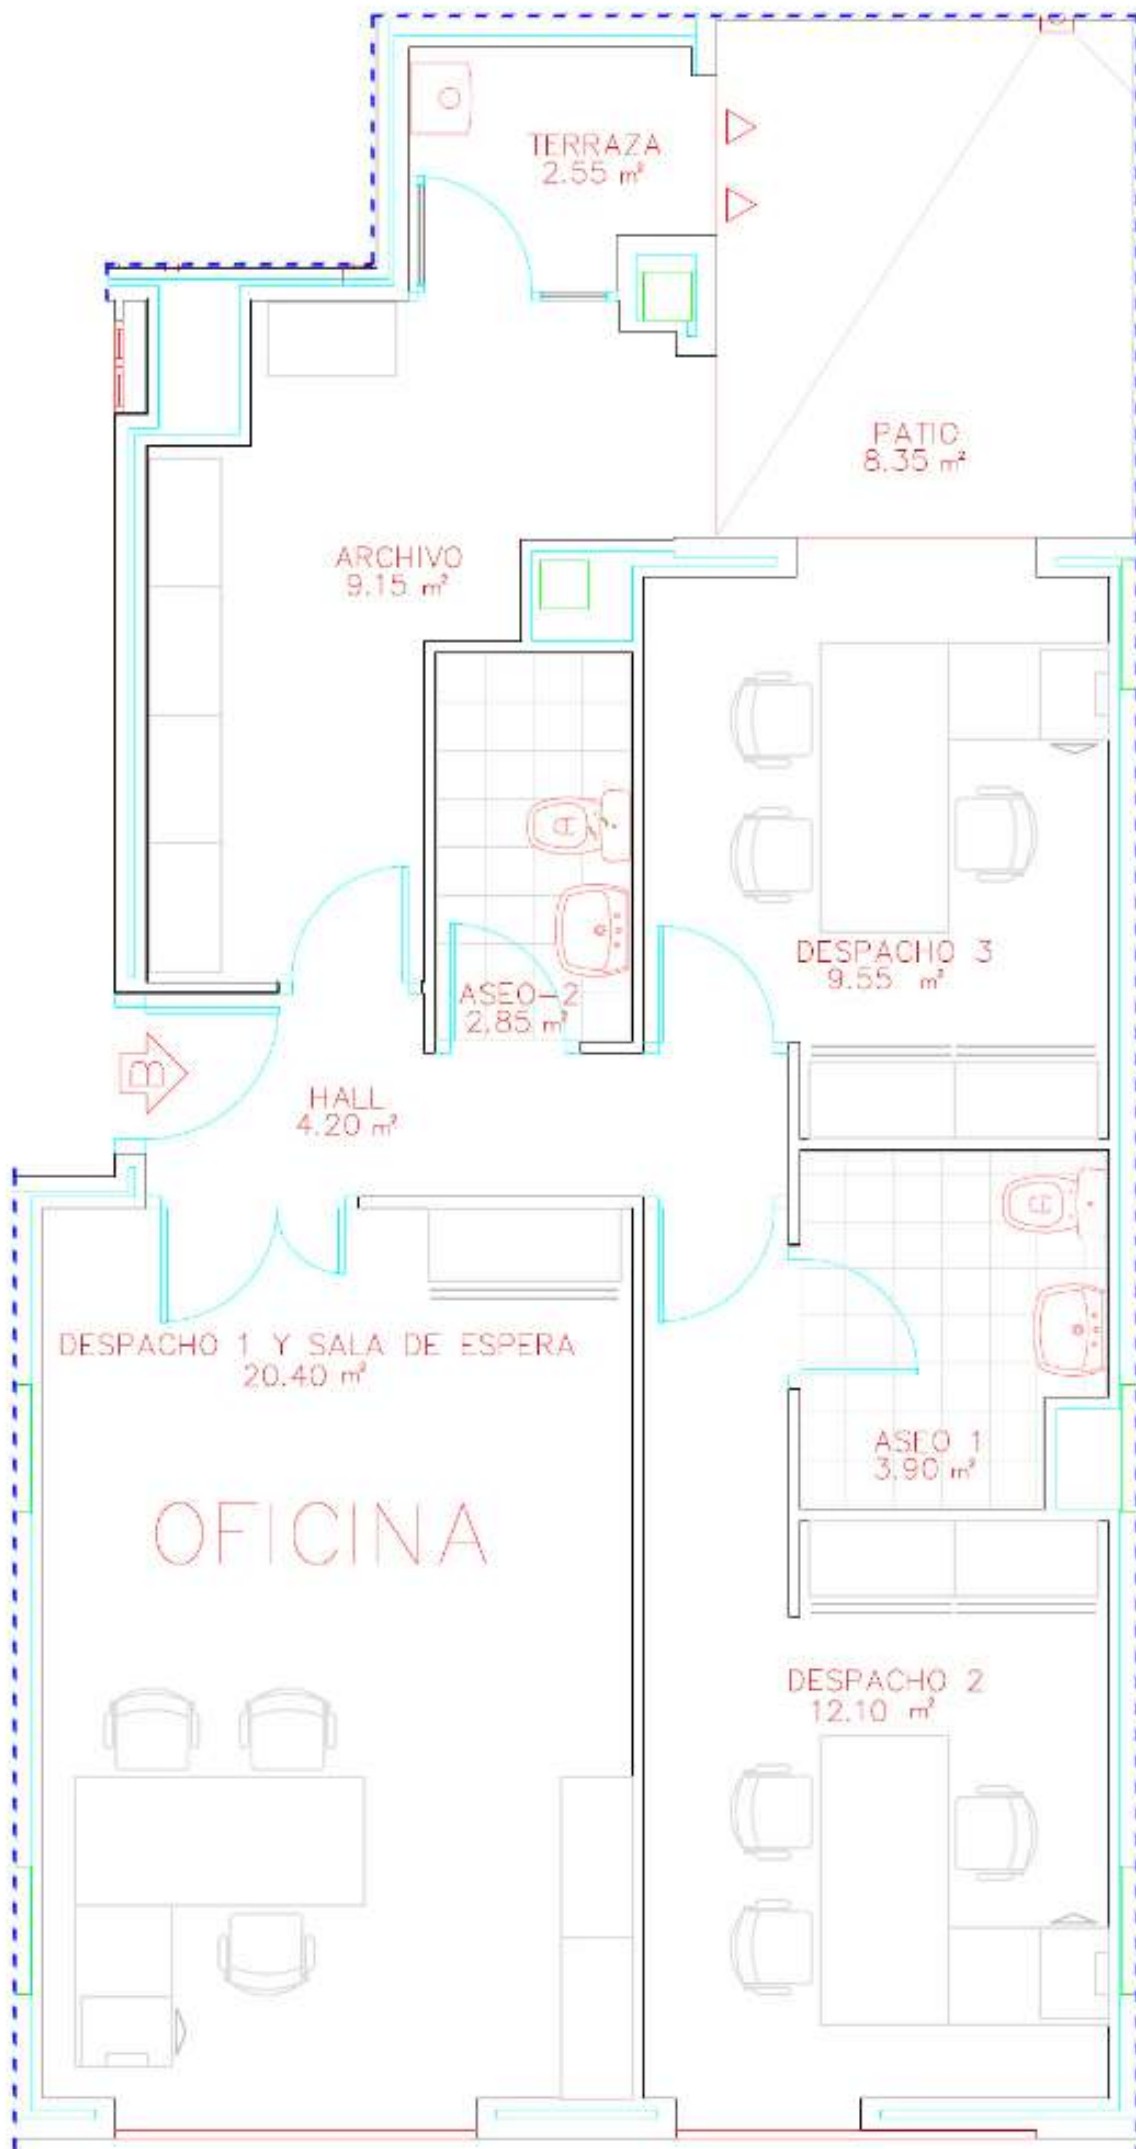 TERRAZA
2.55 m²
PATIO
8.35 m²
ARCHIVO
9.15 m²
DESPACHO 3
9.55 m²
ASEO-2
2.85 m²
B
HALL
4.20 m²
DESPACHO 1 Y SALA DE ESPERA
20.40 m²
ASEO 1
3.90 m²
OFICINA
DESPACHO 2
12.10 m²